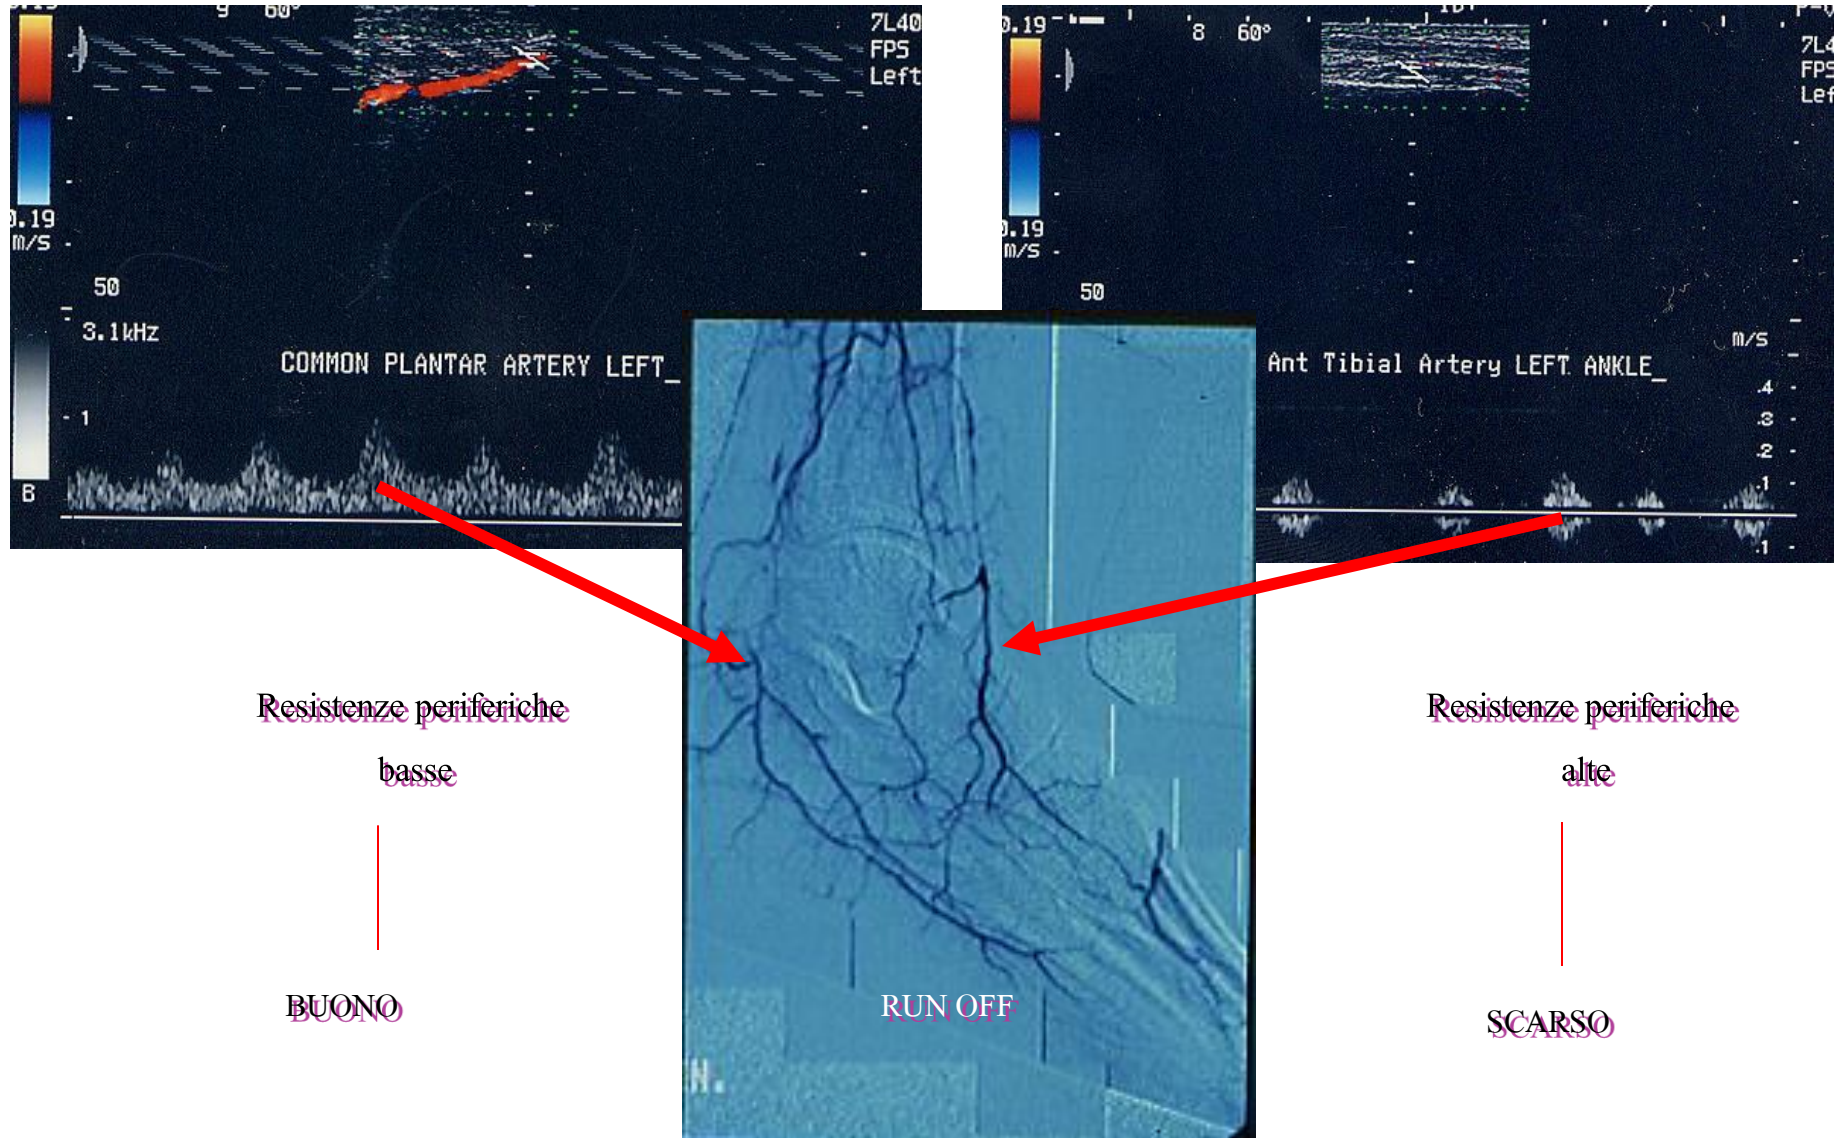 9 60°
7L40
FPS
Left
0.19
m/S
50
3.1kHz
COMMON PLANTAR ARTERY LEFT_
1
B
0.19
8 60°
FPS
0.19
m/S
50
m/S
Ant Tibial Artery LEFT ANKLE_
.4
.3
.2
.1
.1
Resistenze periferiche
basse
BUONO
RUN OFF
N.
Resistenze periferiche
alte
SCARSO